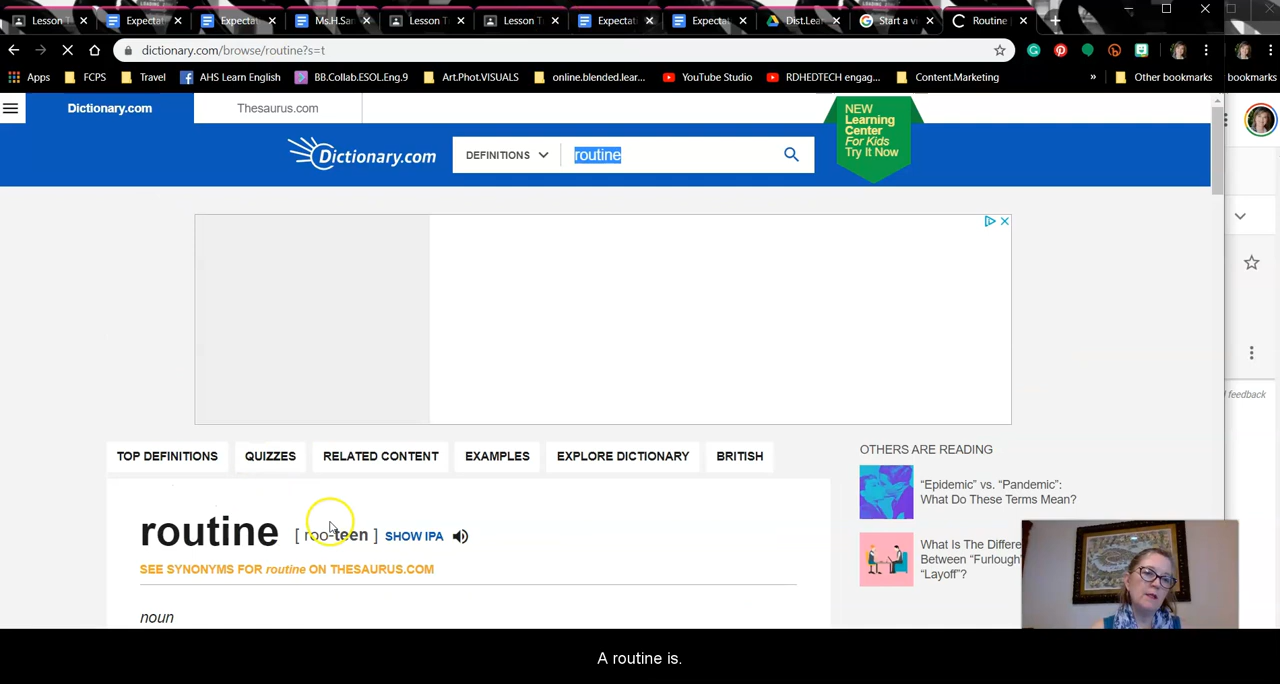 Lesson T
Expectat
Expectat
Ms.H.San
Lesson T
Lesson T
Expectati
Expectat
Dist.Lear
Start a vi
Routine |
dictionary.com/browse/routine?s=t
Apps
FCPS
Travel
AHS Learn English
BB.Collab.ESOL.Eng.9
Art.Phot.VISUALS
online.blended.lear...
YouTube Studio
RDHEDTECH engag...
Content.Marketing
»
Other bookmarks
bookmarks
Dictionary.com
Thesaurus.com
Dictionary.com
DEFINITIONS
routine
NEW
Learning
Center
For Kids
Try It Now
TOP DEFINITIONS
QUIZZES
RELATED CONTENT
EXAMPLES
EXPLORE DICTIONARY
BRITISH
OTHERS ARE READING
"Epidemic" vs. "Pandemic":
What Do These Terms Mean?
What Is The Differe
Between "Furlough"
"Layoff"?
feedback
routine [ roo-teen ] SHOW IPA
SEE SYNONYMS FOR routine ON THESAURUS.COM
noun
A routine is.